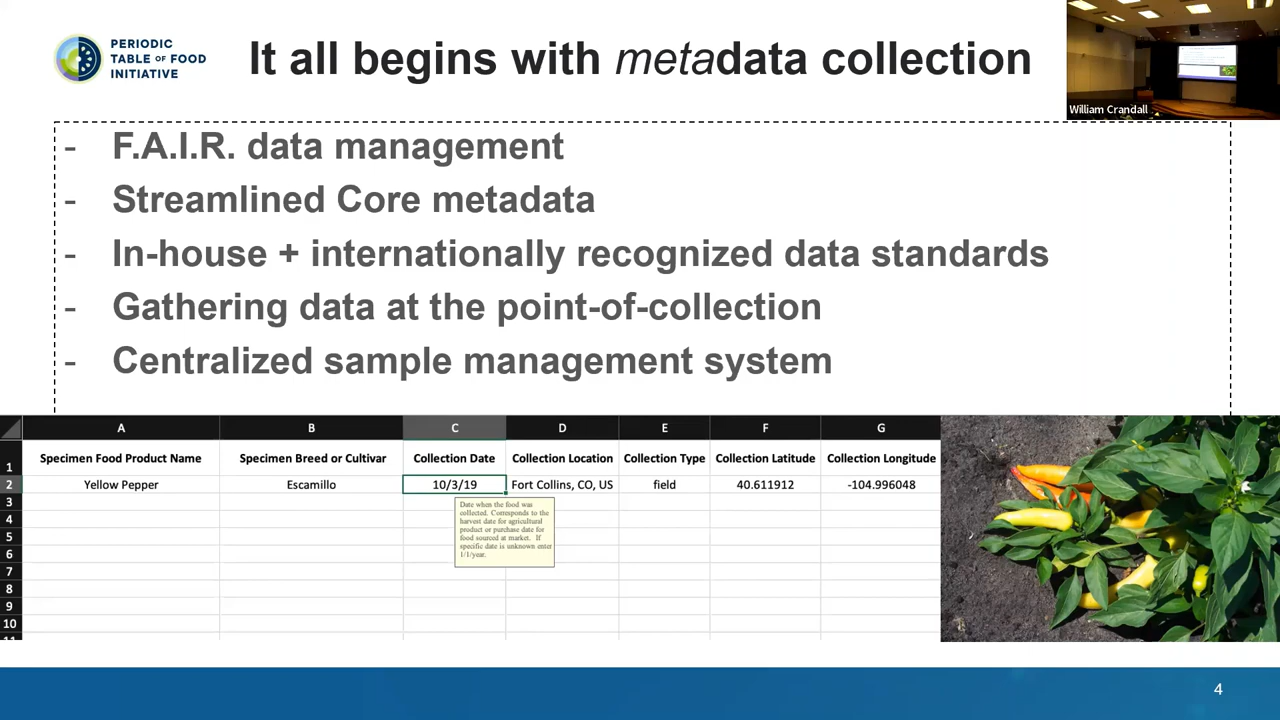 PERIODIC
TABLE OF FOOD
INITIATIVE
It all begins with metadata collection
William Crandall
- F.A.I.R. data management
- Streamlined Core metadata
- In-house + internationally recognized data standards
- Gathering data at the point-of-collection
- Centralized sample management system
A B C D E F G
1 Specimen Food Product Name Specimen Breed or Cultivar Collection Date Collection Location Collection Type Collection Latitude Collection Longitude
2 Yellow Pepper Escamillo 10/3/19 Fort Collins, CO, US field 40.611912 -104.996048
3
4
5
6
7
8
9
10
11
Date when the food was
collected. Corresponds to the
harvest date for agricultural
product or purchase date for
food sourced at market. If
specific date is unknown enter
1/1/year.
4